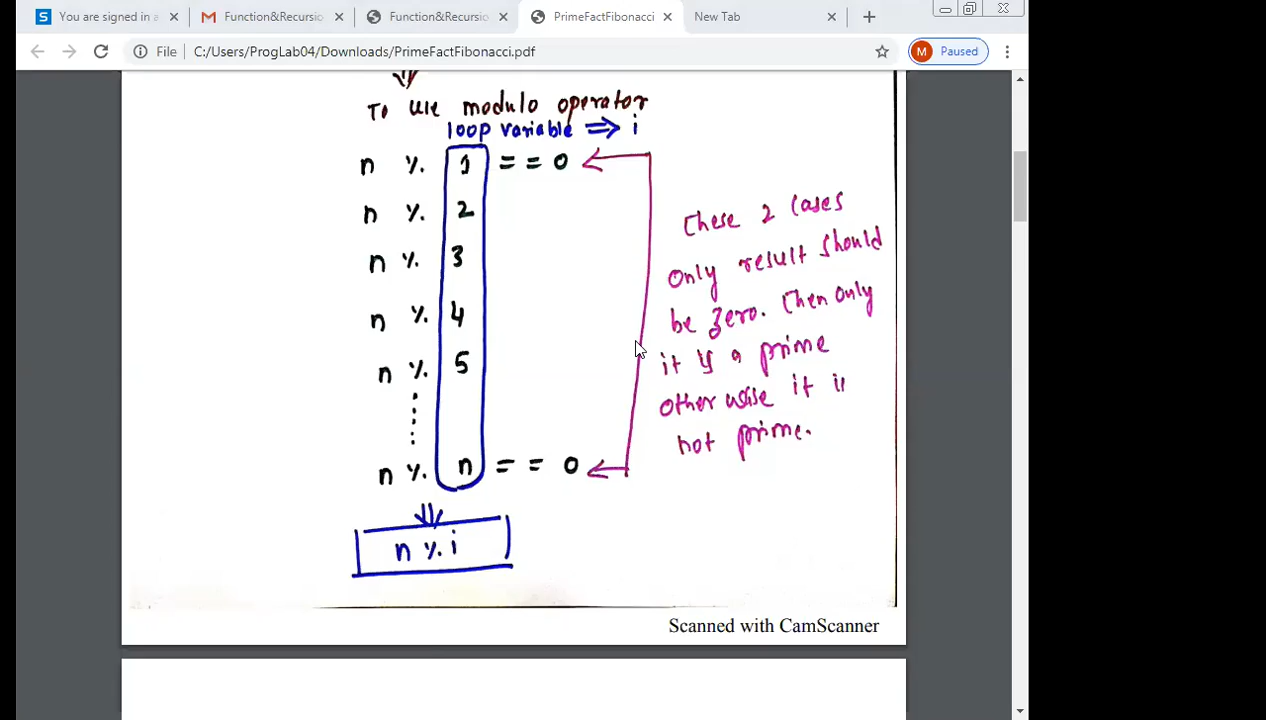 You are signed in a
Function&Recursio
Function&Recursio
PrimeFactFibonacci
New Tab
File
C:/Users/ProgLab04/Downloads/PrimeFactFibonacci.pdf
M
Paused
To use modulo operator
loop variable ⇒ i
n % 1 == 0
n % 2
n % 3
n % 4
n % 5
n % n == 0
n % i
These 2 cases
only result should
be zero. Then only
it is a prime
otherwise it is
not prime.
Scanned with CamScanner